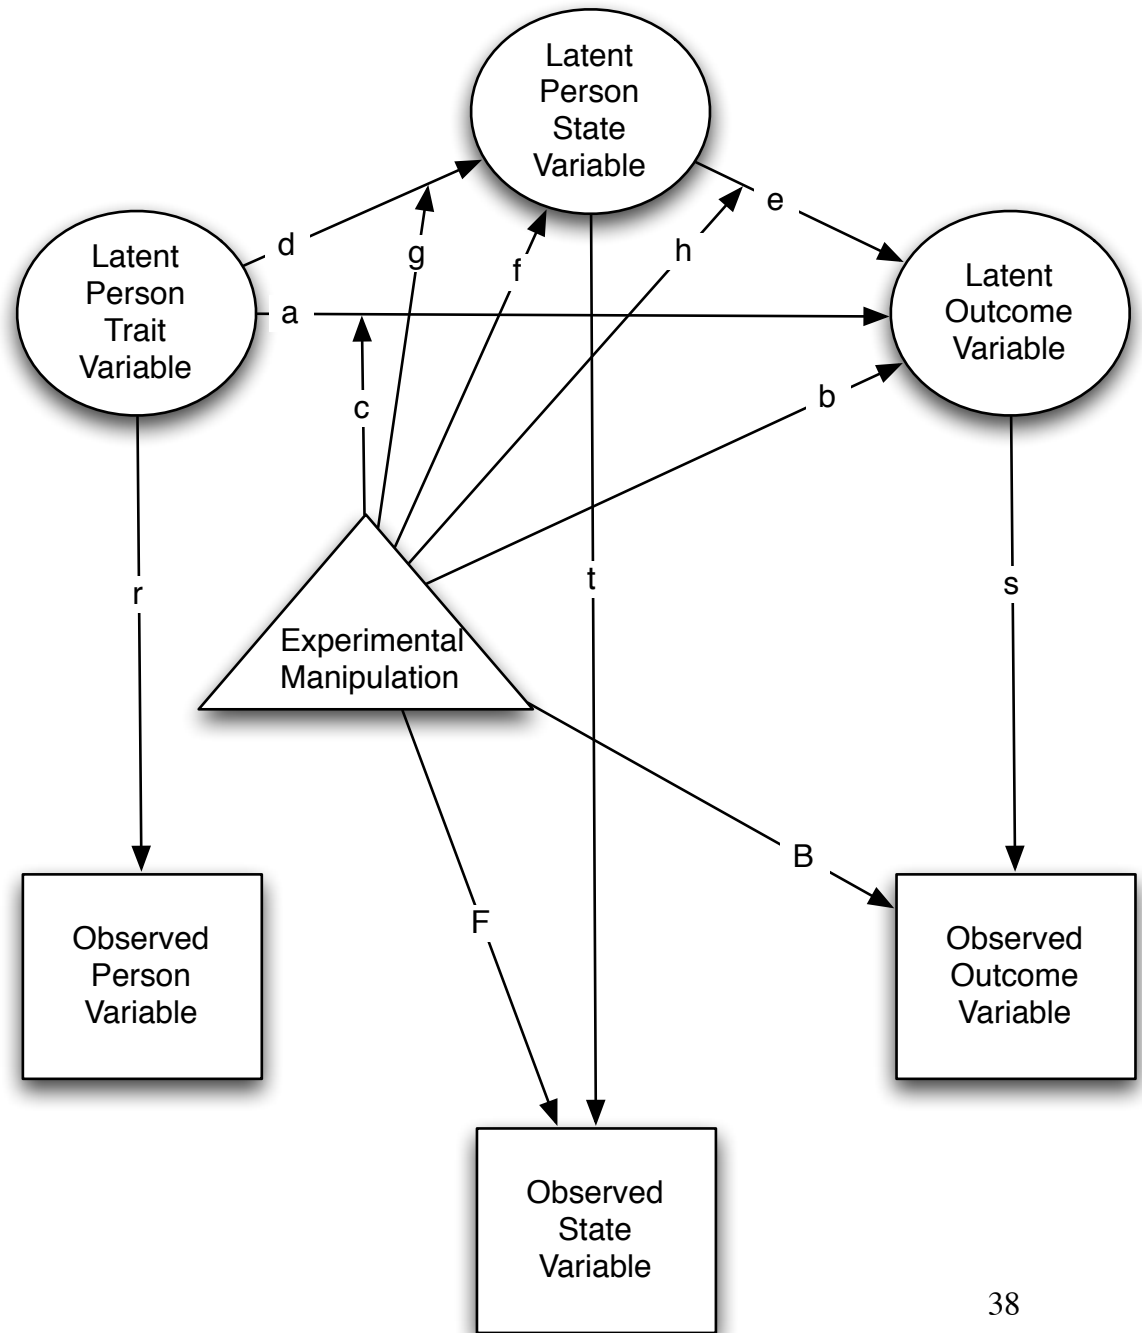 Latent
Person
State
Variable
e
d
g
f
h
Latent
Person
Trait
Variable
a
Latent
Outcome
Variable
c
b
r
t
s
Experimental
Manipulation
B
F
Observed
Person
Variable
Observed
Outcome
Variable
Observed
State
Variable
38